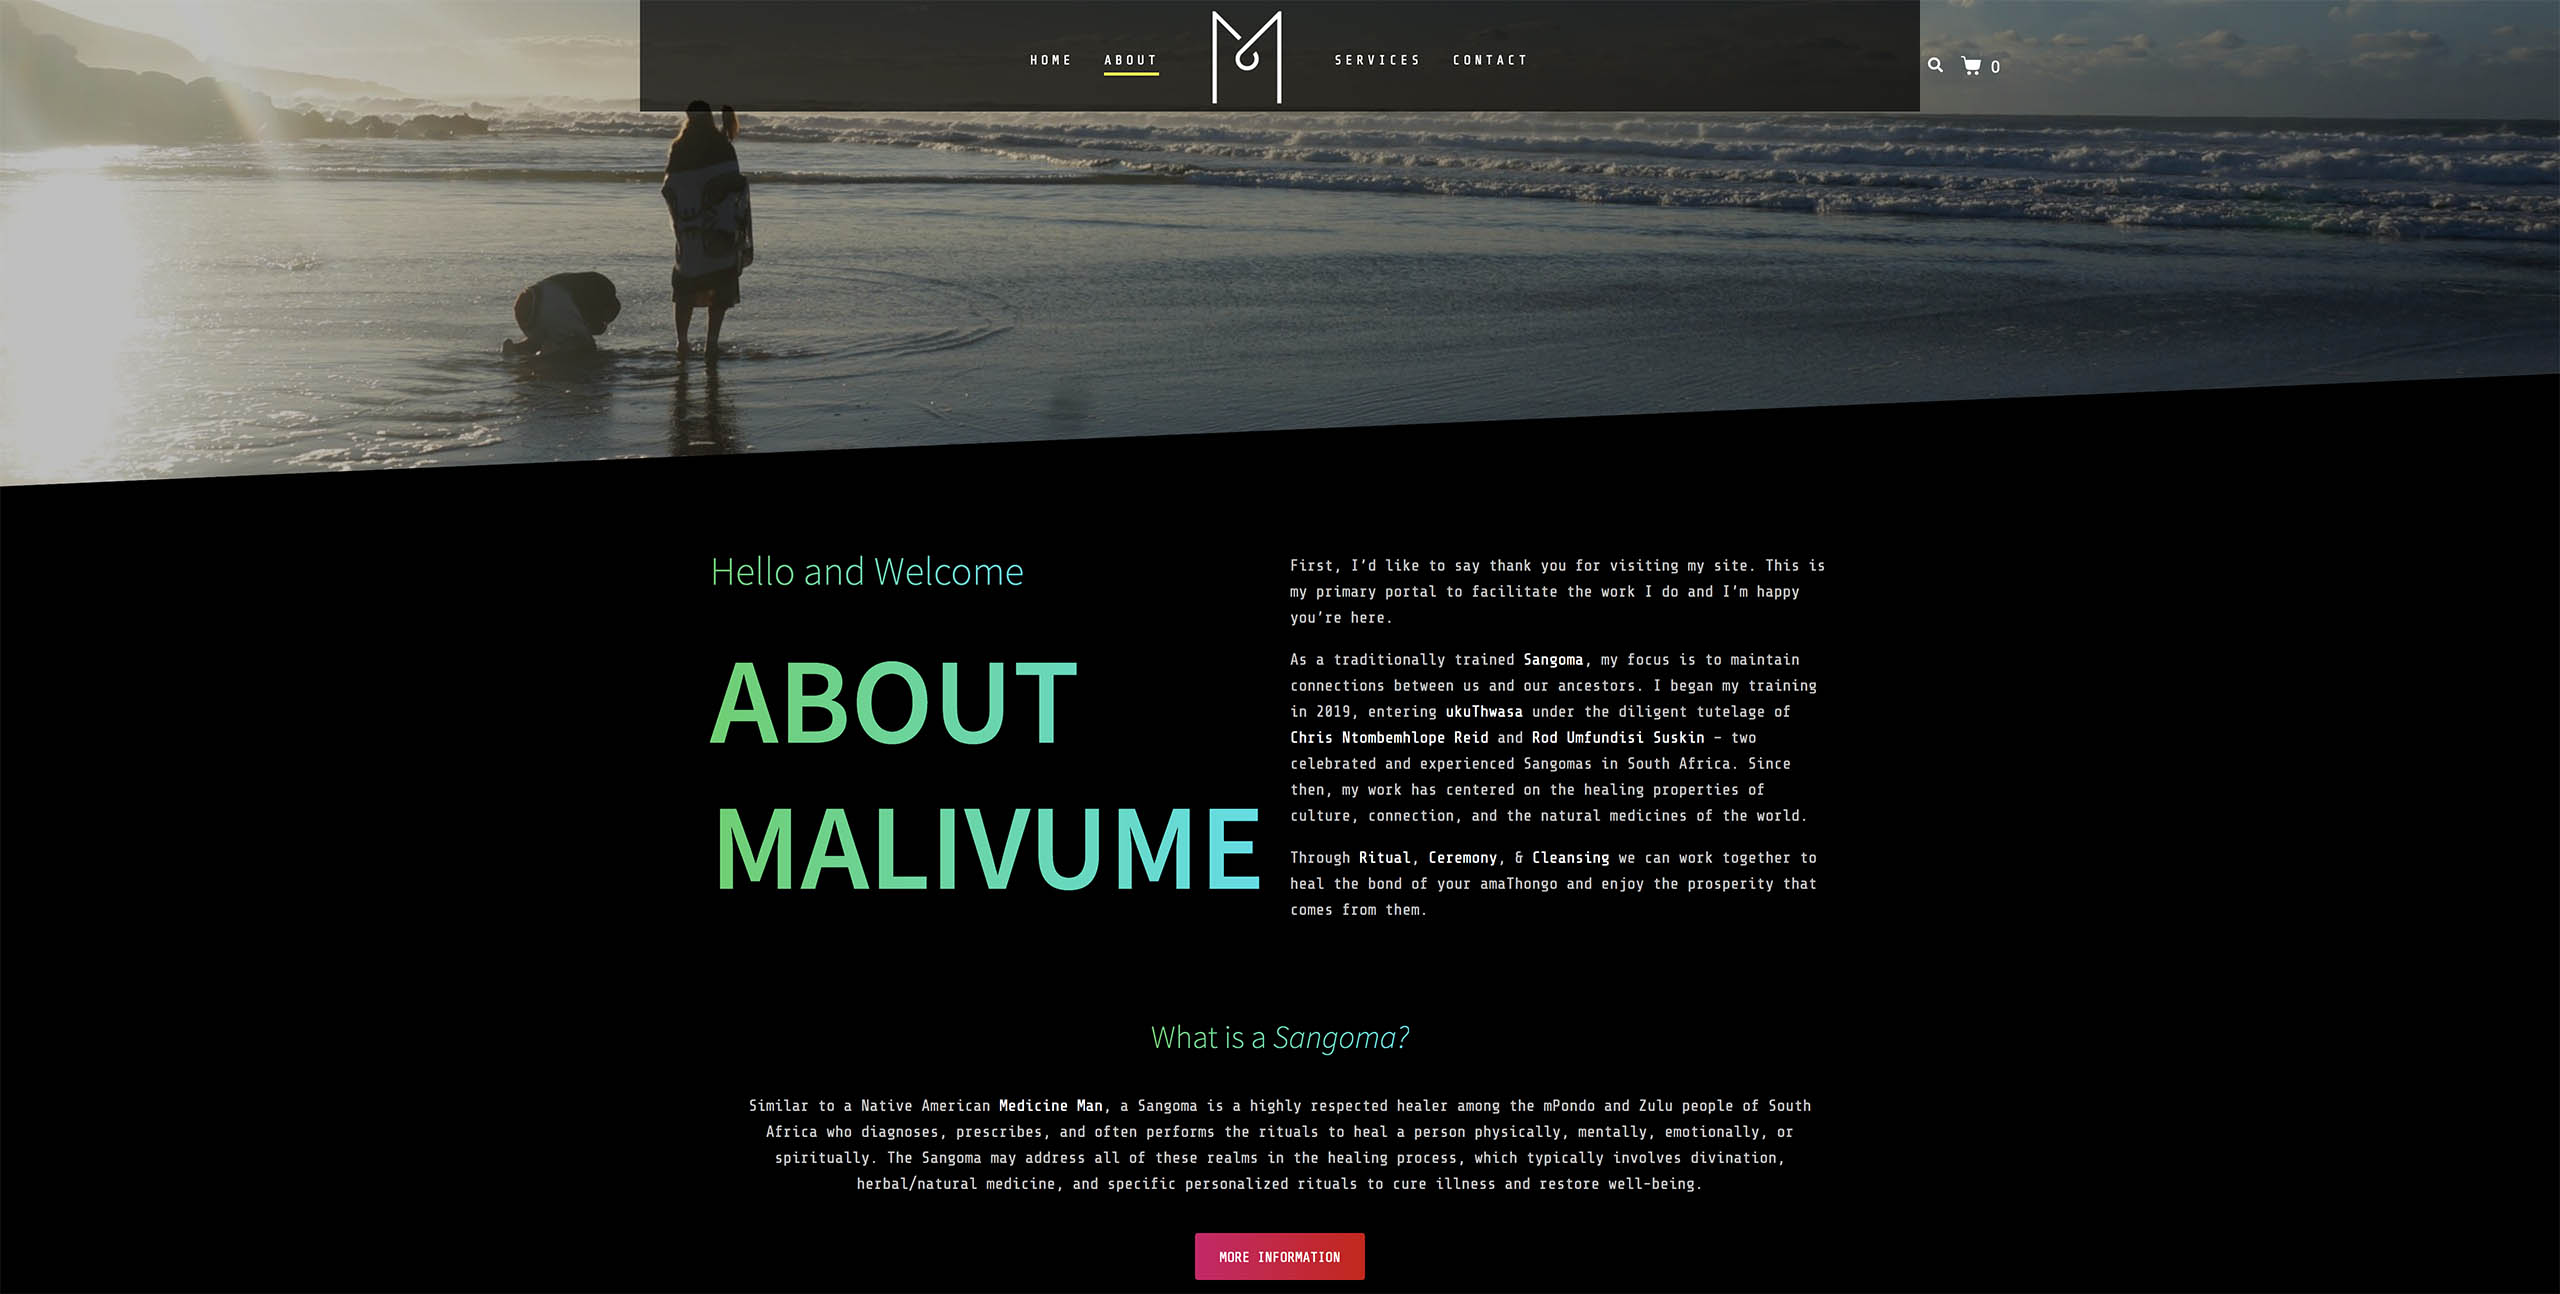 HOME ABOUT M SERVICES CONTACT 0
Hello and Welcome
ABOUT
MALIVUME
First, I’d like to say thank you for visiting my site. This is
my primary portal to facilitate the work I do and I’m happy
you’re here.
As a traditionally trained Sangoma, my focus is to maintain
connections between us and our ancestors. I began my training
in 2019, entering ukuThwasa under the diligent tutelage of
Chris Ntombemhlope Reid and Rod Umfundisi Suskin – two
celebrated and experienced Sangomas in South Africa. Since
then, my work has centered on the healing properties of
culture, connection, and the natural medicines of the world.
Through Ritual, Ceremony, & Cleansing we can work together to
heal the bond of your amaThongo and enjoy the prosperity that
comes from them.
What is a Sangoma?
Similar to a Native American Medicine Man, a Sangoma is a highly respected healer among the mPondo and Zulu people of South
Africa who diagnoses, prescribes, and often performs the rituals to heal a person physically, mentally, emotionally, or
spiritually. The Sangoma may address all of these realms in the healing process, which typically involves divination,
herbal/natural medicine, and specific personalized rituals to cure illness and restore well-being.
MORE INFORMATION